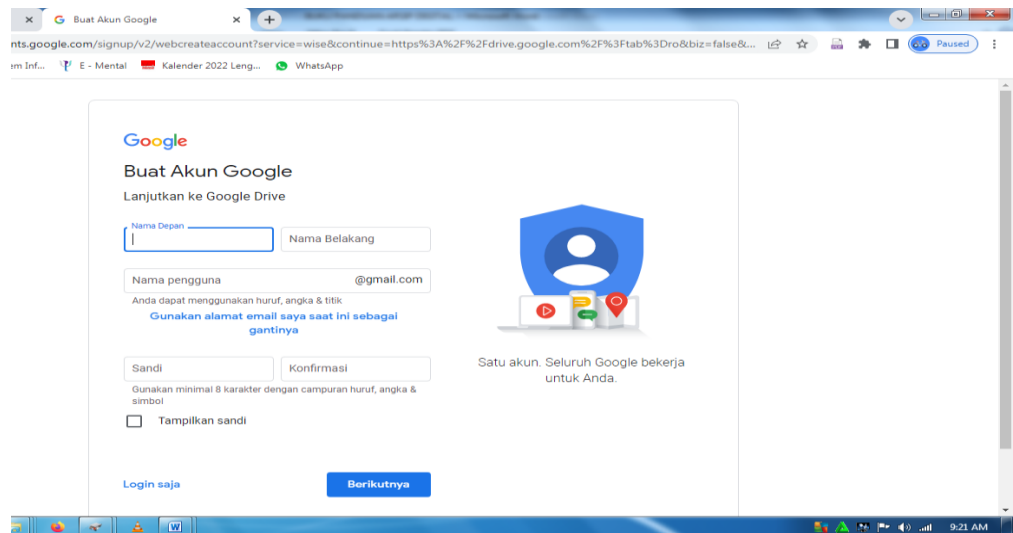 Buat Akun Google
nts.google.com/signup/v2/webcreateaccount?service=wise&continue=https%3A%2F%2Fdrive.google.com%2F%3Ftab%3Dro&biz=false&...
Paused
em Inf...
E - Mental
Kalender 2022 Leng...
WhatsApp
Google
Buat Akun Google
Lanjutkan ke Google Drive
Nama Depan
Nama Belakang
Nama pengguna @gmail.com
Anda dapat menggunakan huruf, angka & titik
Gunakan alamat email saya saat ini sebagai
gantinya
Sandi
Konfirmasi
Gunakan minimal 8 karakter dengan campuran huruf, angka &
simbol
Tampilkan sandi
Satu akun. Seluruh Google bekerja
untuk Anda.
Login saja
Berikutnya
9:21 AM